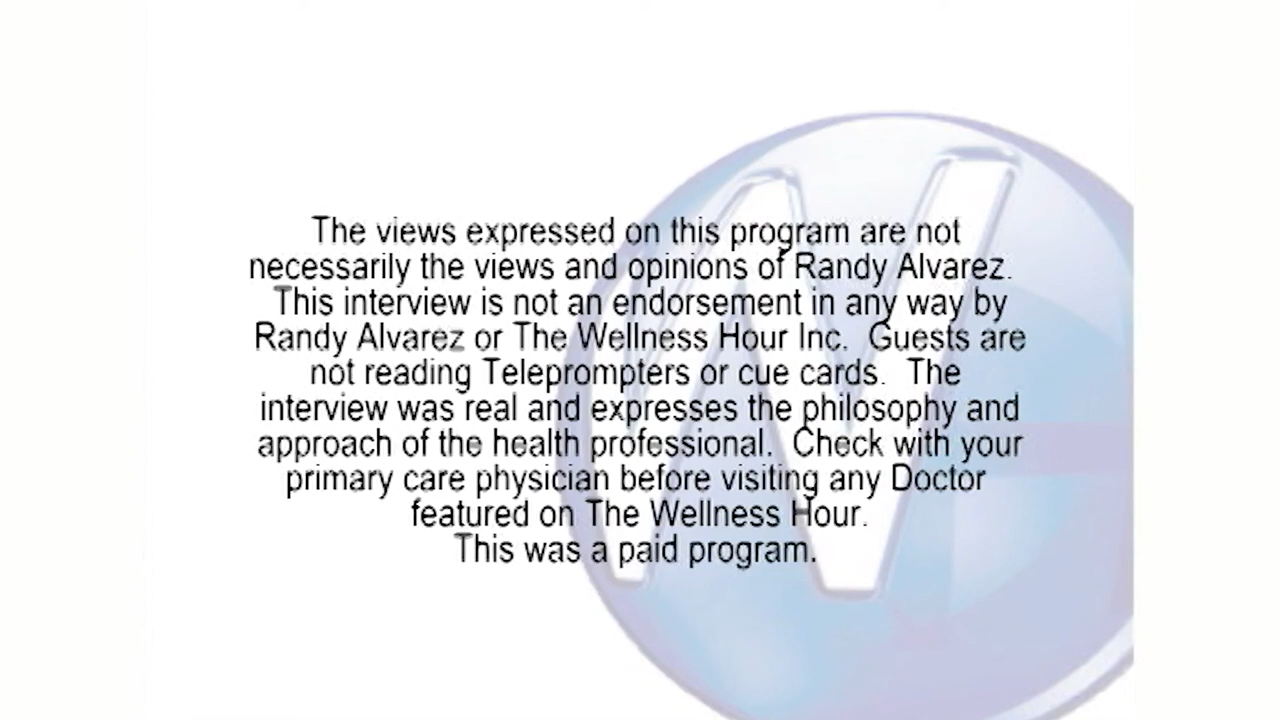 The views expressed on this program are not
necessarily the views and opinions of Randy Alvarez.
This interview is not an endorsement in any way by
Randy Alvarez or The Wellness Hour Inc.  Guests are
not reading Teleprompters or cue cards.  The
interview was real and expresses the philosophy and
approach of the health professional.  Check with your
primary care physician before visiting any Doctor
featured on The Wellness Hour.
This was a paid program.